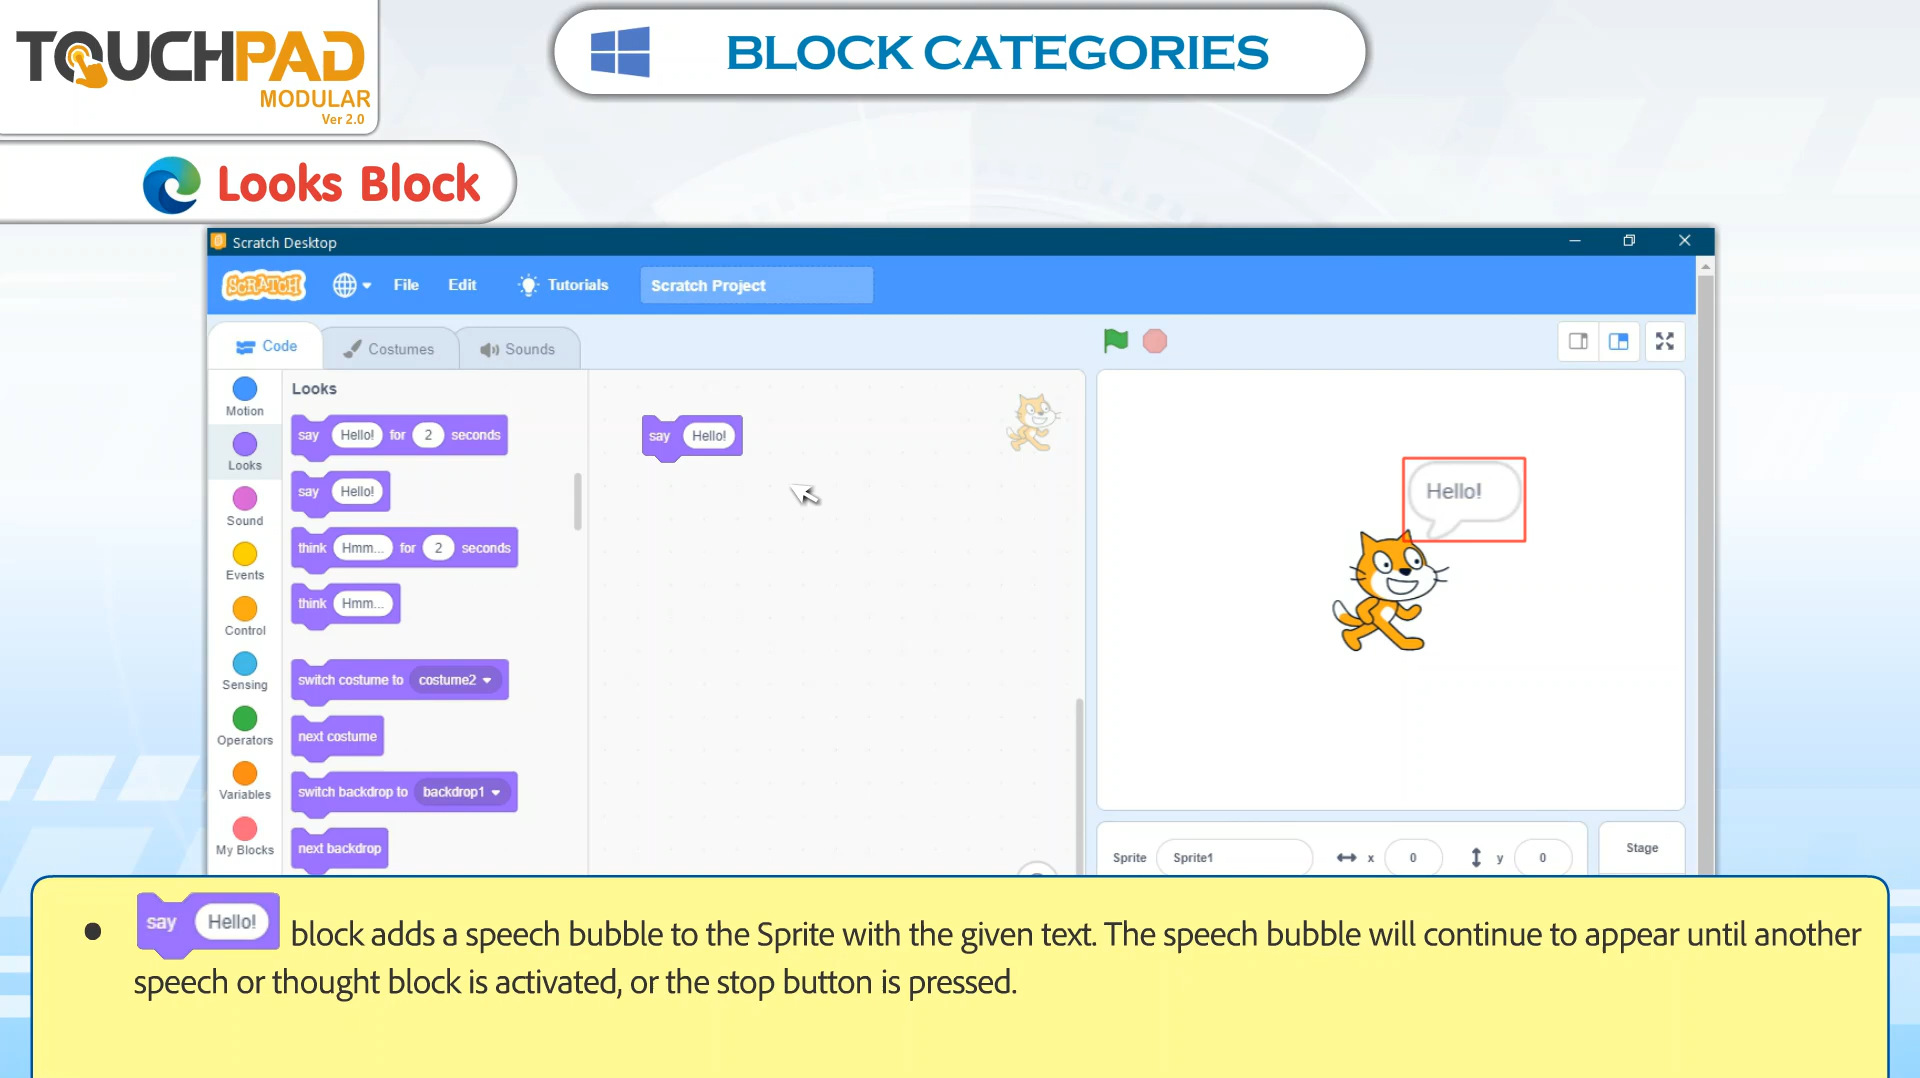 TOUCHPAD
MODULAR
Ver 2.0
BLOCK CATEGORIES
Looks Block
Scratch Desktop
SCRATCH
File
Edit
Tutorials
Scratch Project
Code
Costumes
Sounds
Motion
Looks
Sound
Events
Control
Sensing
Operators
Variables
My Blocks
Looks
say Hello! for 2 seconds
say Hello!
think Hmm... for 2 seconds
think Hmm...
switch costume to costume2
next costume
switch backdrop to backdrop1
next backdrop
say Hello!
Hello!
Sprite Sprite1 x 0 y 0
Stage
• say Hello! block adds a speech bubble to the Sprite with the given text. The speech bubble will continue to appear until another
speech or thought block is activated, or the stop button is pressed.